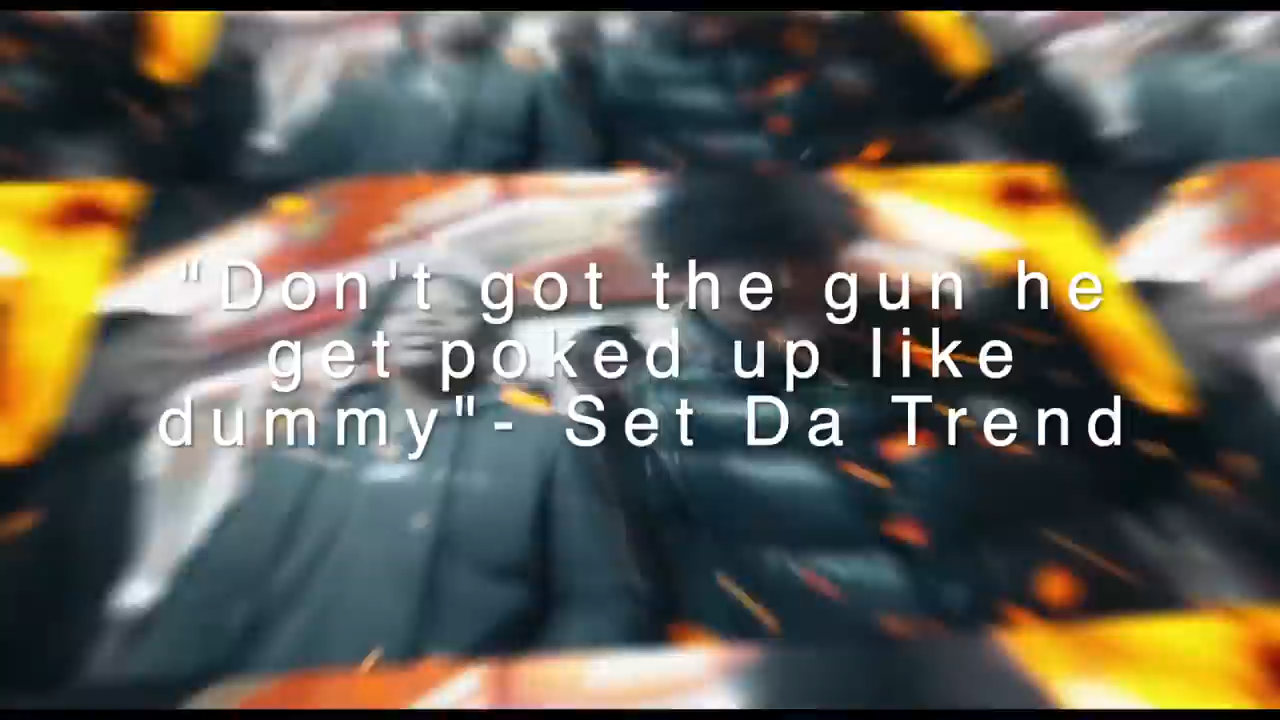 "Don't got the gun he
get poked up like
dummy"- Set Da Trend